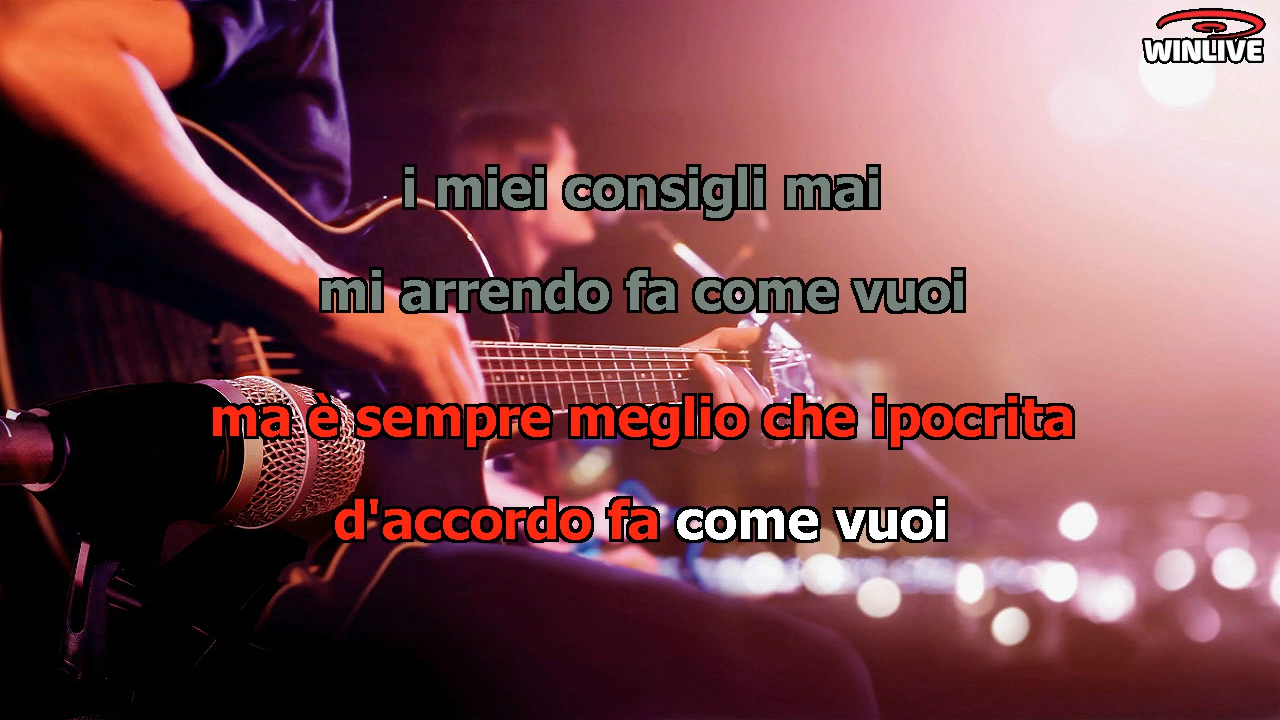 WINLIVE
i miei consigli mai
mi arrendo fa come vuoi
ma è sempre meglio che ipocrita
d'accordo fa come vuoi